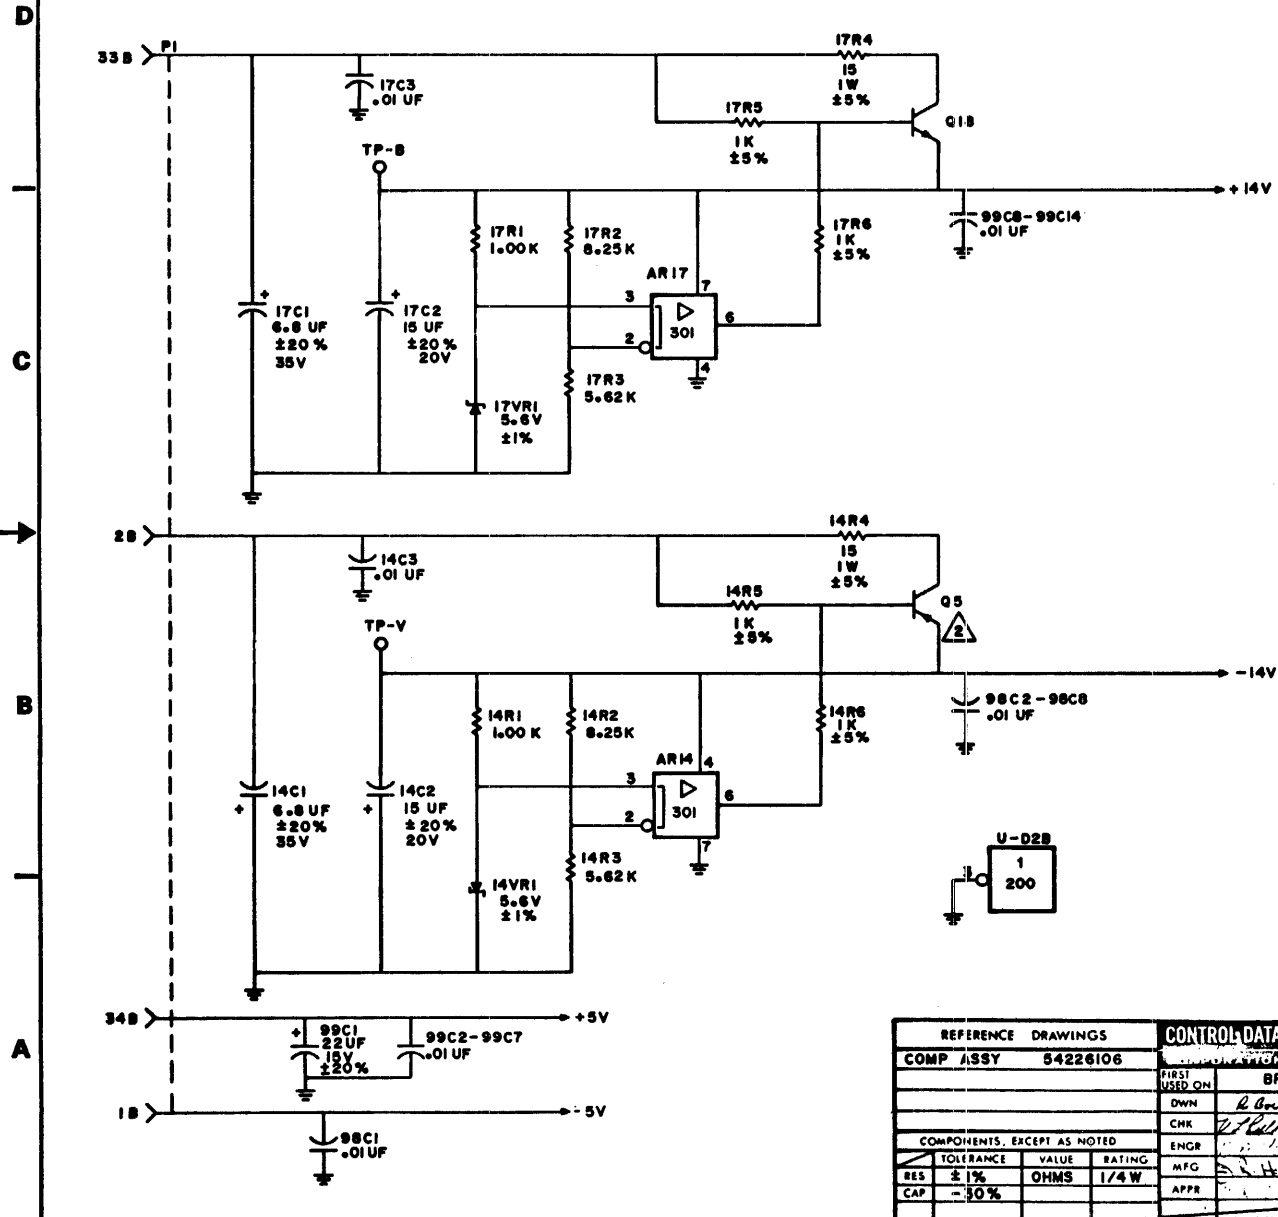 D
33B
P1
17C3
.01 UF
17R4
15
1W
±5%
17R5
1K
±5%
Q1B
TP-B
+14V
17R1
1.00K
17R2
8.25K
17R6
1K
±5%
99C8-99C14
.01 UF
AR17
7
3
301
6
2
4
17C1
6.8 UF
±20%
35V
17C2
15 UF
±20%
20V
C
17R3
5.62K
17VR1
5.6V
±1%
2B
14C3
.01 UF
14R4
15
1W
±5%
14R5
1K
±5%
Q5
2
TP-V
-14V
14R1
1.00K
14R2
8.25K
14R6
1K
±5%
98C2-98C8
.01 UF
B
AR14
4
3
301
6
2
7
14C1
6.8 UF
±20%
35V
14C2
15 UF
±20%
20V
14R3
5.62K
14VR1
5.6V
±1%
U-D2B
1
200
34B
+5V
99C1
22UF
15V
±20%
99C2-99C7
.01 UF
A
1B
-5V
98C1
.01UF
REFERENCE DRAWINGS
COMP ASSY 54226106
COMPONENTS, EXCEPT AS NOTED
TOLERANCE VALUE RATING
RES ±1% OHMS 1/4 W
CAP
CONTROL DATA
FIRST
USED ON
DWN
CHK
ENGR
MFG
APPR